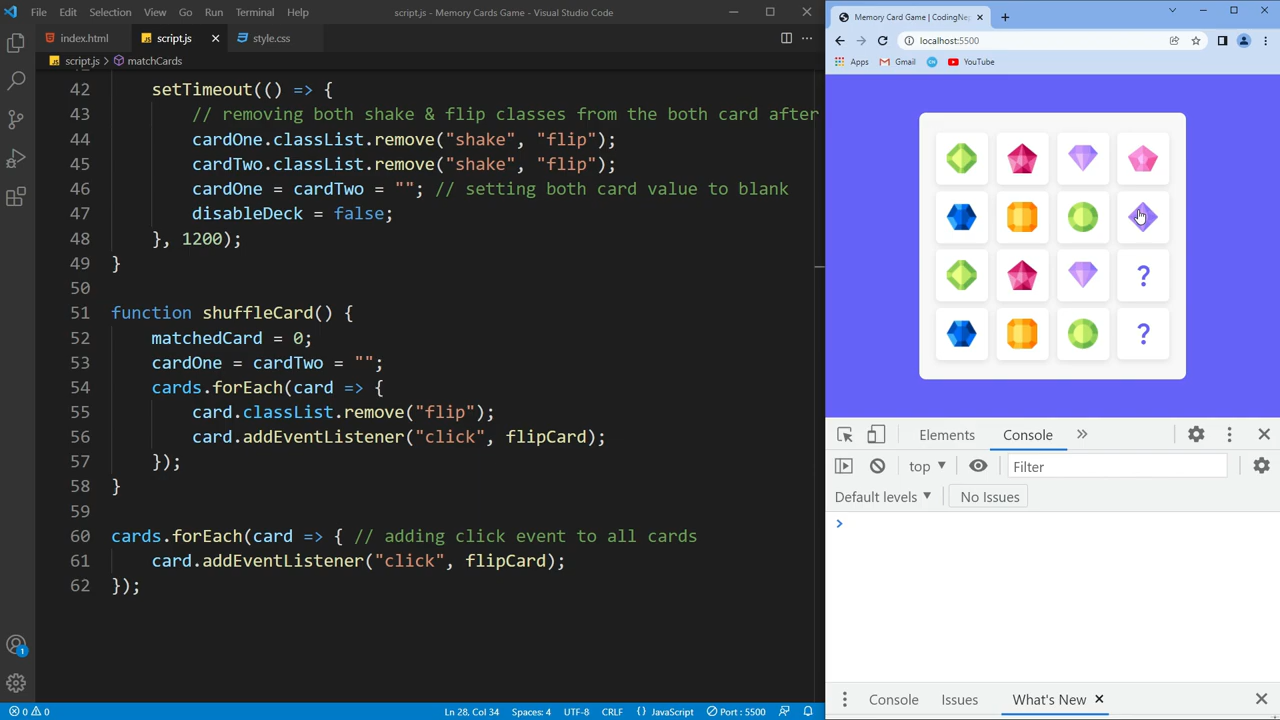 File Edit Selection View Go Run Terminal Help script.js - Memory Cards Game - Visual Studio Code
index.html script.js style.css
script.js > matchCards
42 setTimeout(() => {
43 // removing both shake & flip classes from the both card after
44 cardOne.classList.remove("shake", "flip");
45 cardTwo.classList.remove("shake", "flip");
46 cardOne = cardTwo = ""; // setting both card value to blank
47 disableDeck = false;
48 }, 1200);
49 }
50
51 function shuffleCard() {
52 matchedCard = 0;
53 cardOne = cardTwo = "";
54 cards.forEach(card => {
55 card.classList.remove("flip");
56 card.addEventListener("click", flipCard);
57 });
58 }
59
60 cards.forEach(card => { // adding click event to all cards
61 card.addEventListener("click", flipCard);
62 });
1
0 0 Ln 28, Col 34 Spaces: 4 UTF-8 CRLF {} JavaScript Port : 5500
Memory Card Game | CodingNe
localhost:5500
Apps Gmail YouTube
?
?
Elements Console
top Filter
Default levels No Issues
Console Issues What's New